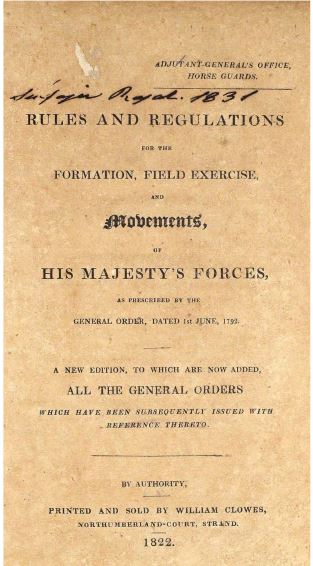 ADJUTANT-GENERAL'S OFFICE,
HORSE GUARDS.
Royal. 1831
RULES AND REGULATIONS
FOR THE
FORMATION, FIELD EXERCISE,
AND
Movements,
OF
HIS MAJESTY'S FORCES,
AS PRESCRIBED BY THE
GENERAL ORDER, DATED 1st JUNE, 1792.
A NEW EDITION, TO WHICH ARE NOW ADDED,
ALL THE GENERAL ORDERS
WHICH HAVE BEEN SUBSEQUENTLY ISSUED WITH
REFERENCE THERETO.
BY AUTHORITY,
PRINTED AND SOLD BY WILLIAM CLOWES,
NORTHUMBERLAND-COURT, STRAND.
1822.